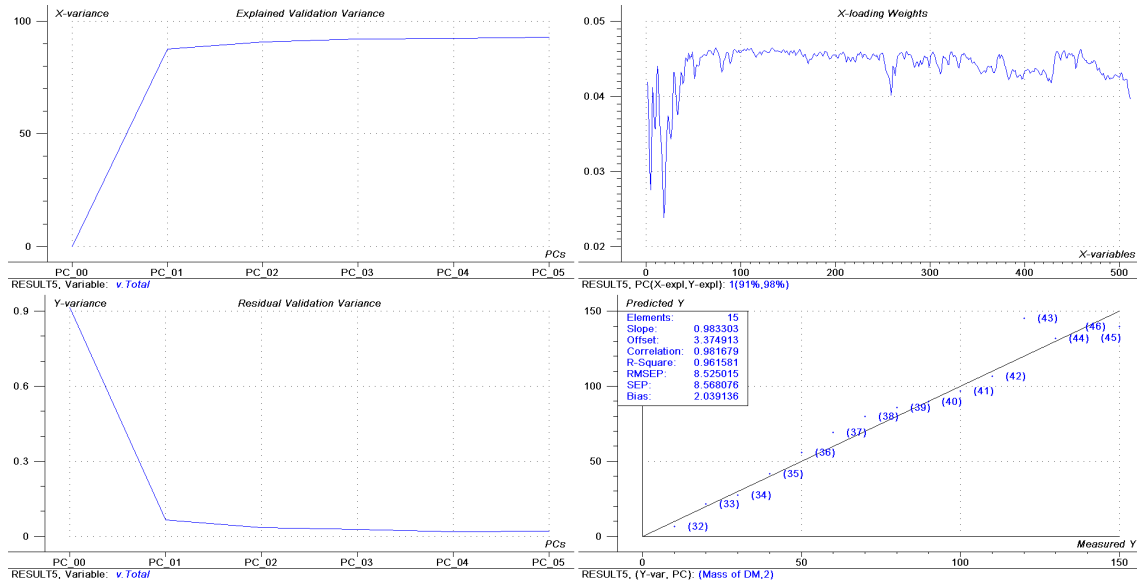 X-variance Explained Validation Variance
100
50
0
PCs
PC_00 PC_01 PC_02 PC_03 PC_04 PC_05
RESULT5, Variable: v.Total
X-loading Weights
0.05
0.04
0.03
0.02
X-variables
0 100 200 300 400 500
RESULT5, PC(X-expl,Y-expl): 1(91%,98%)
Y-variance Residual Validation Variance
0.9
0.6
0.3
0
PCs
PC_00 PC_01 PC_02 PC_03 PC_04 PC_05
RESULT5, Variable: v.Total
Predicted Y
150
100
50
0
Elements: 15
Slope: 0.983303
Offset: 3.374913
Correlation: 0.981679
R-Square: 0.961581
RMSEP: 8.525015
SEP: 8.568076
Bias: 2.039136
(43)
(46)
(44) (45)
(42)
(41)
(40)
(39)
(38)
(37)
(36)
(35)
(34)
(33)
(32)
Measured Y
0 50 100 150
RESULT5, (Y-var, PC): (Mass of DM,2)